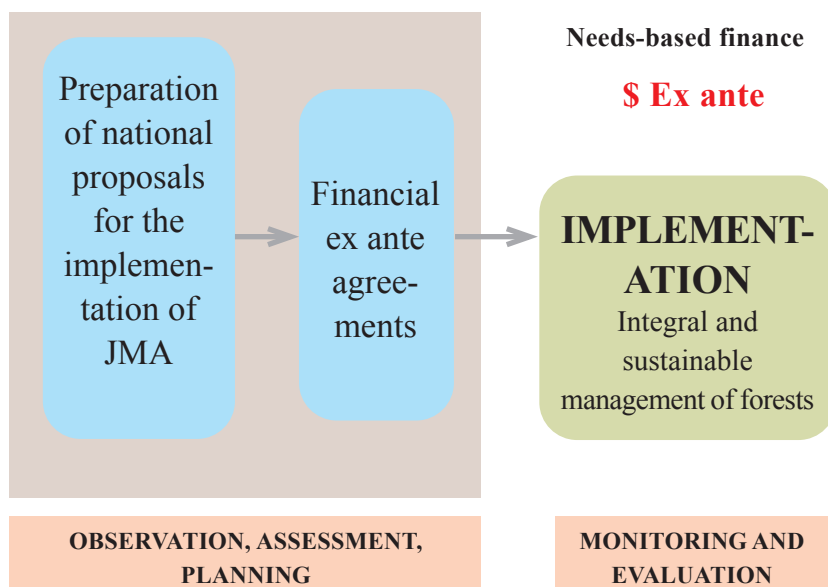 Preparation
of national
proposals
for the
implemen-
tation of
JMA
Financial
ex ante
agree-
ments
Needs-based finance
$ Ex ante
IMPLEMENT-
ATION
Integral and
sustainable
management of forests
OBSERVATION, ASSESSMENT,
PLANNING
MONITORING AND
EVALUATION